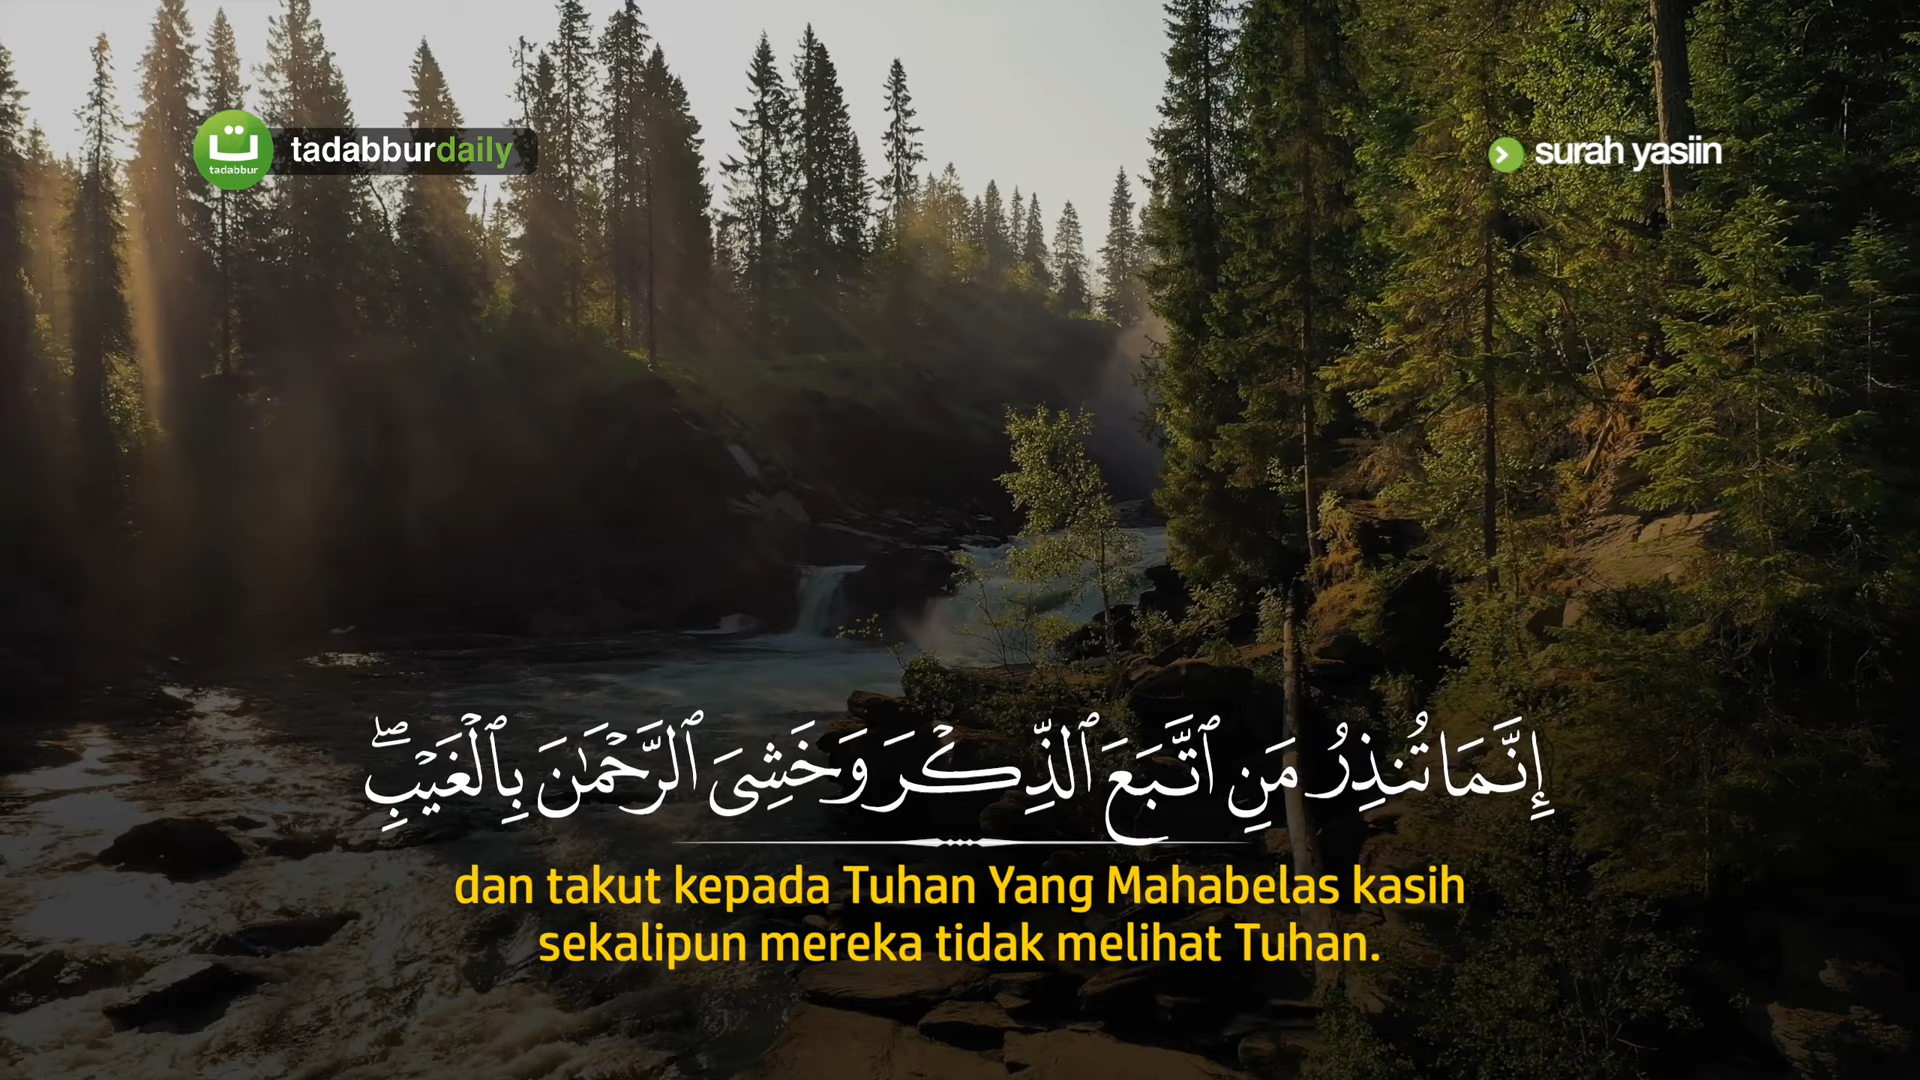 ت
tadabbur
tadabburdaily
surah yasiin
إِنَّمَا تُنذِرُ مَنِ ٱتَّبَعَ ٱلذِّكْرَ وَخَشِىَ ٱلرَّحْمَٰنَ بِٱلْغَيْبِ ۖ
dan takut kepada Tuhan Yang Mahabelas kasih
sekalipun mereka tidak melihat Tuhan.